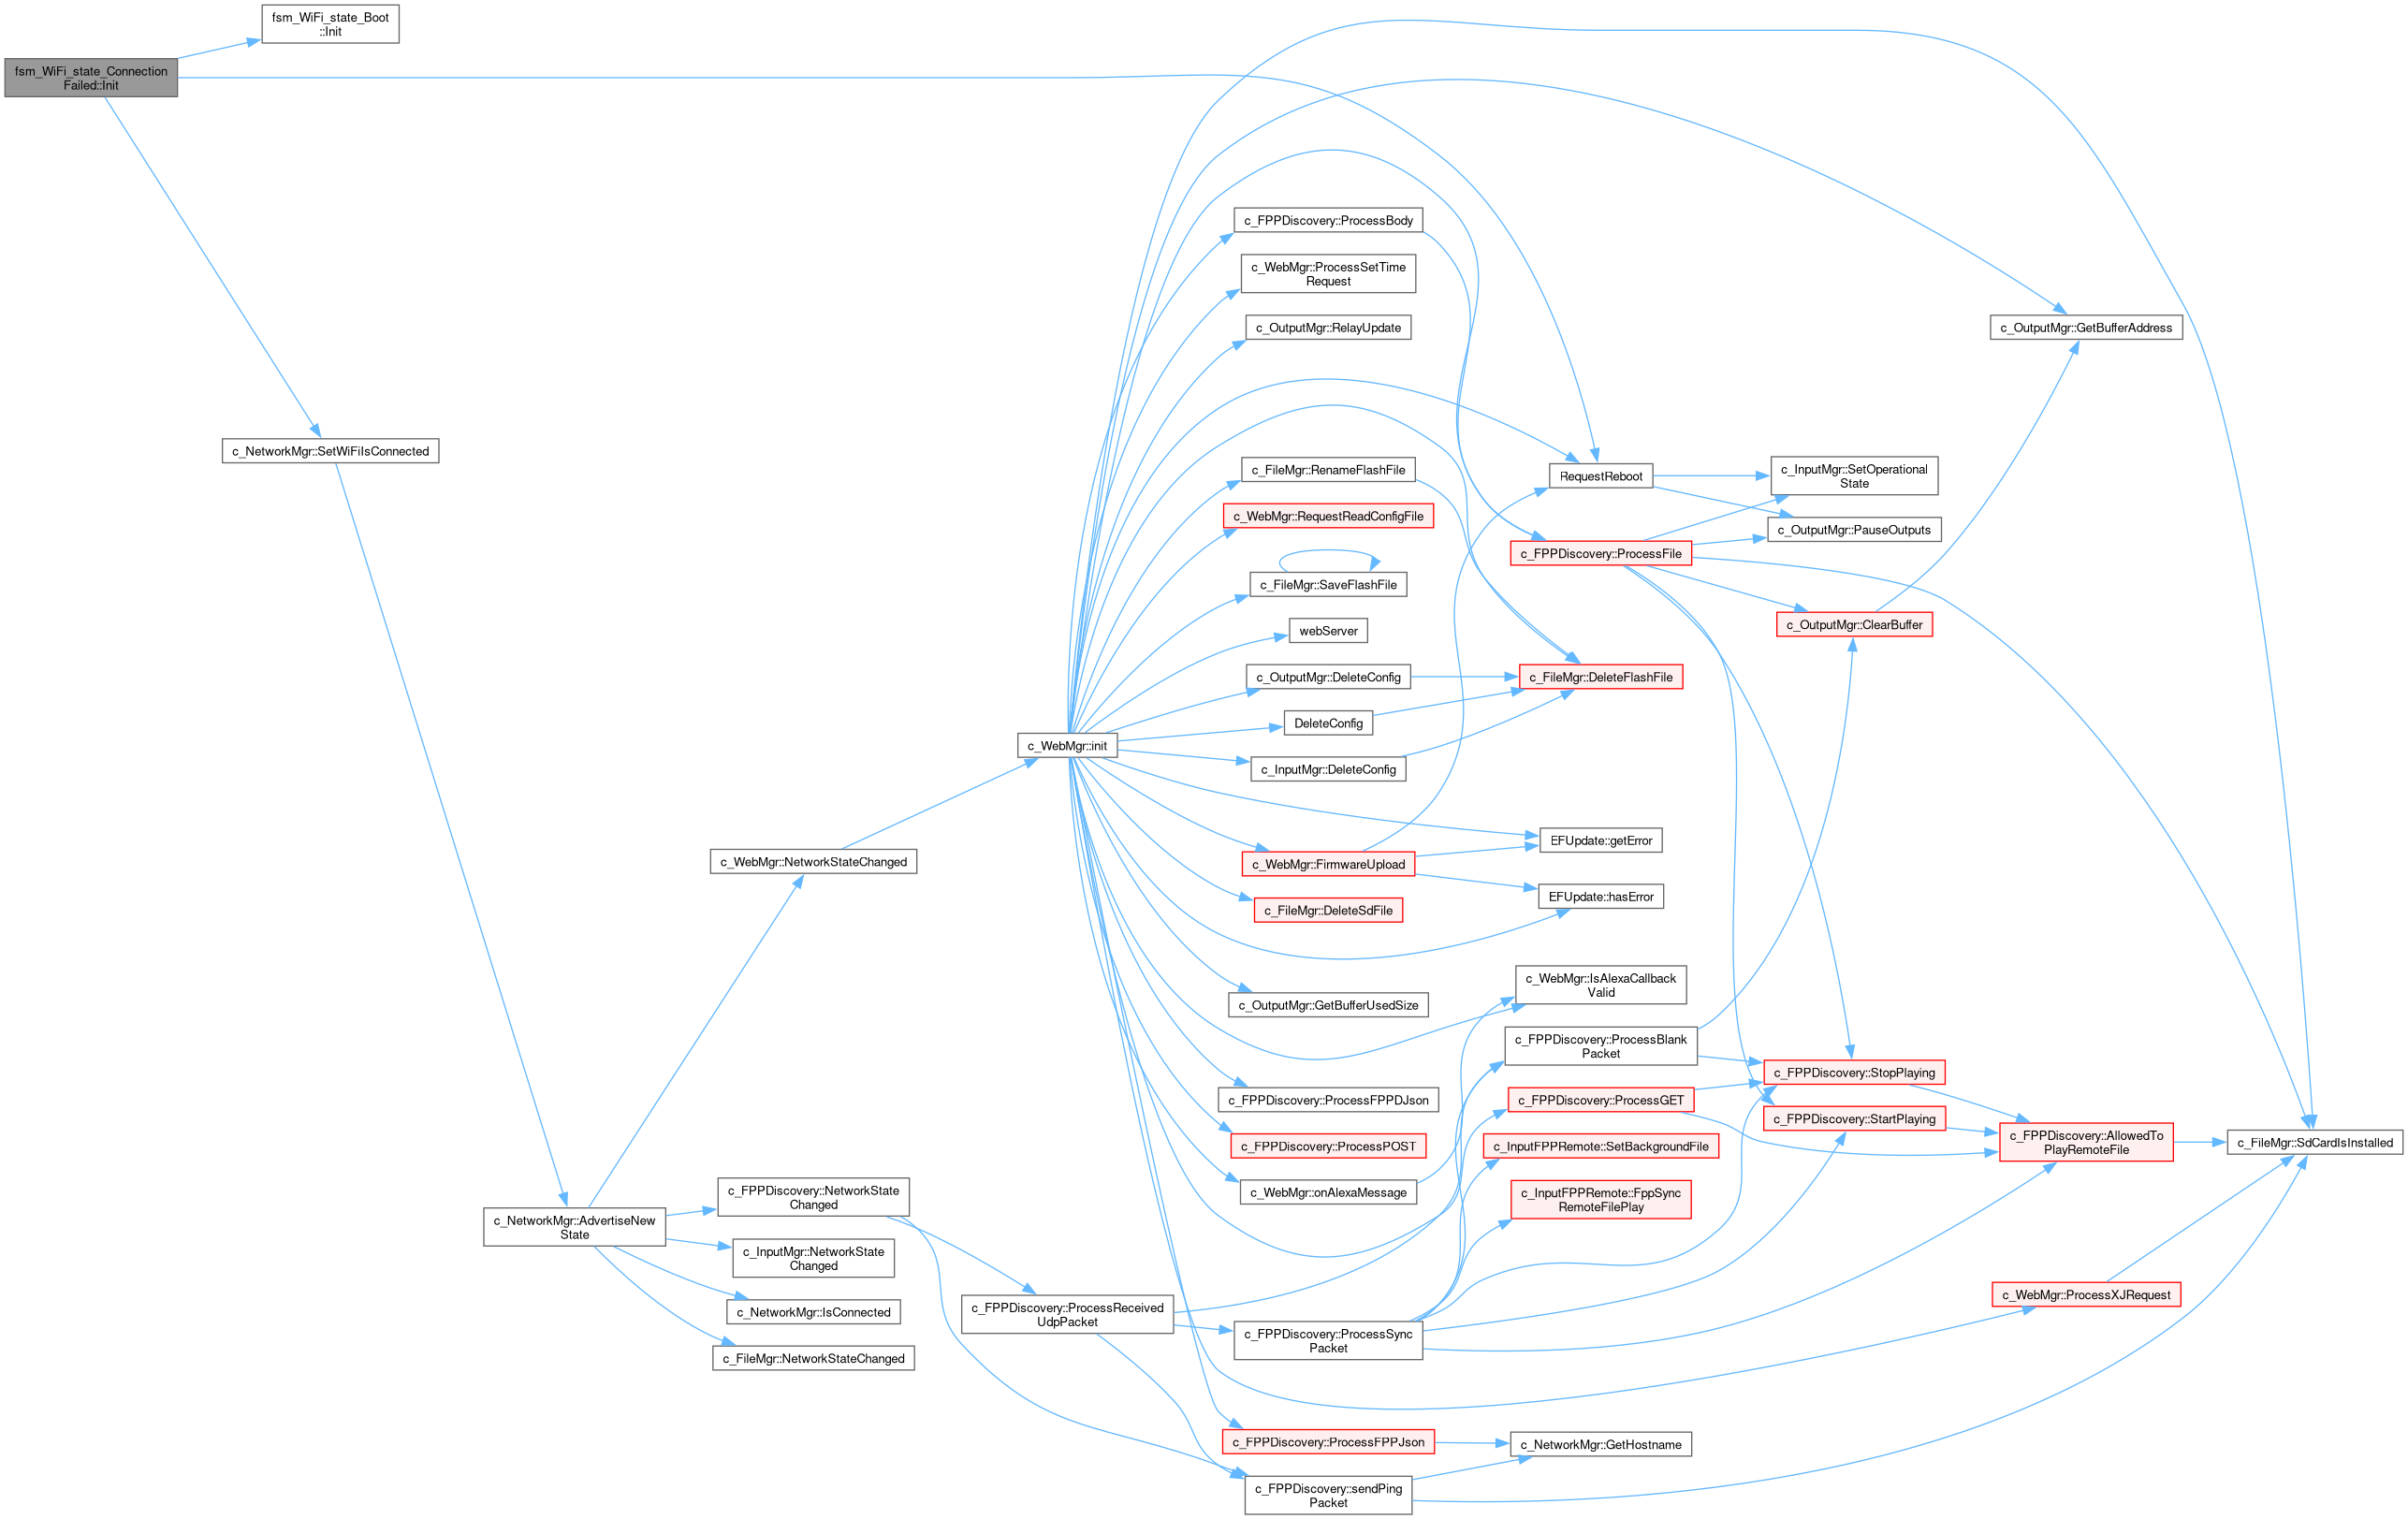 fsm_WiFi_state_Boot
::Init
fsm_WiFi_state_Connection
Failed::Init
c_NetworkMgr::SetWiFiIsConnected
c_NetworkMgr::AdvertiseNew
State
c_WebMgr::NetworkStateChanged
c_FPPDiscovery::NetworkState
Changed
c_InputMgr::NetworkState
Changed
c_NetworkMgr::IsConnected
c_FileMgr::NetworkStateChanged
c_WebMgr::init
c_FPPDiscovery::ProcessReceived
UdpPacket
c_FPPDiscovery::ProcessBody
c_WebMgr::ProcessSetTime
Request
c_OutputMgr::RelayUpdate
c_FileMgr::RenameFlashFile
c_WebMgr::RequestReadConfigFile
c_FileMgr::SaveFlashFile
webServer
c_OutputMgr::DeleteConfig
DeleteConfig
c_InputMgr::DeleteConfig
c_WebMgr::FirmwareUpload
c_FileMgr::DeleteSdFile
c_OutputMgr::GetBufferUsedSize
c_FPPDiscovery::ProcessFPPDJson
c_FPPDiscovery::ProcessPOST
c_WebMgr::onAlexaMessage
c_FPPDiscovery::ProcessSync
Packet
c_FPPDiscovery::ProcessFPPJson
c_FPPDiscovery::sendPing
Packet
RequestReboot
c_FPPDiscovery::ProcessFile
c_FileMgr::DeleteFlashFile
EFUpdate::getError
EFUpdate::hasError
c_WebMgr::IsAlexaCallback
Valid
c_FPPDiscovery::ProcessBlank
Packet
c_FPPDiscovery::ProcessGET
c_InputFPPRemote::SetBackgroundFile
c_InputFPPRemote::FppSync
RemoteFilePlay
c_NetworkMgr::GetHostname
c_InputMgr::SetOperational
State
c_OutputMgr::PauseOutputs
c_OutputMgr::ClearBuffer
c_FPPDiscovery::StopPlaying
c_FPPDiscovery::StartPlaying
c_OutputMgr::GetBufferAddress
c_FPPDiscovery::AllowedTo
PlayRemoteFile
c_WebMgr::ProcessXJRequest
c_FileMgr::SdCardIsInstalled